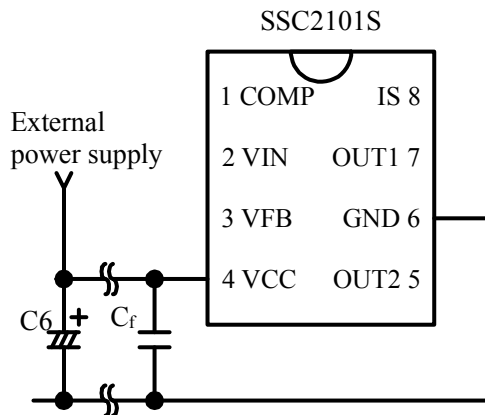 SSC2101S
1 COMP IS 8
External
power supply
2 VIN OUT1 7
3 VFB GND 6
4 VCC OUT2 5
C6 + Cf